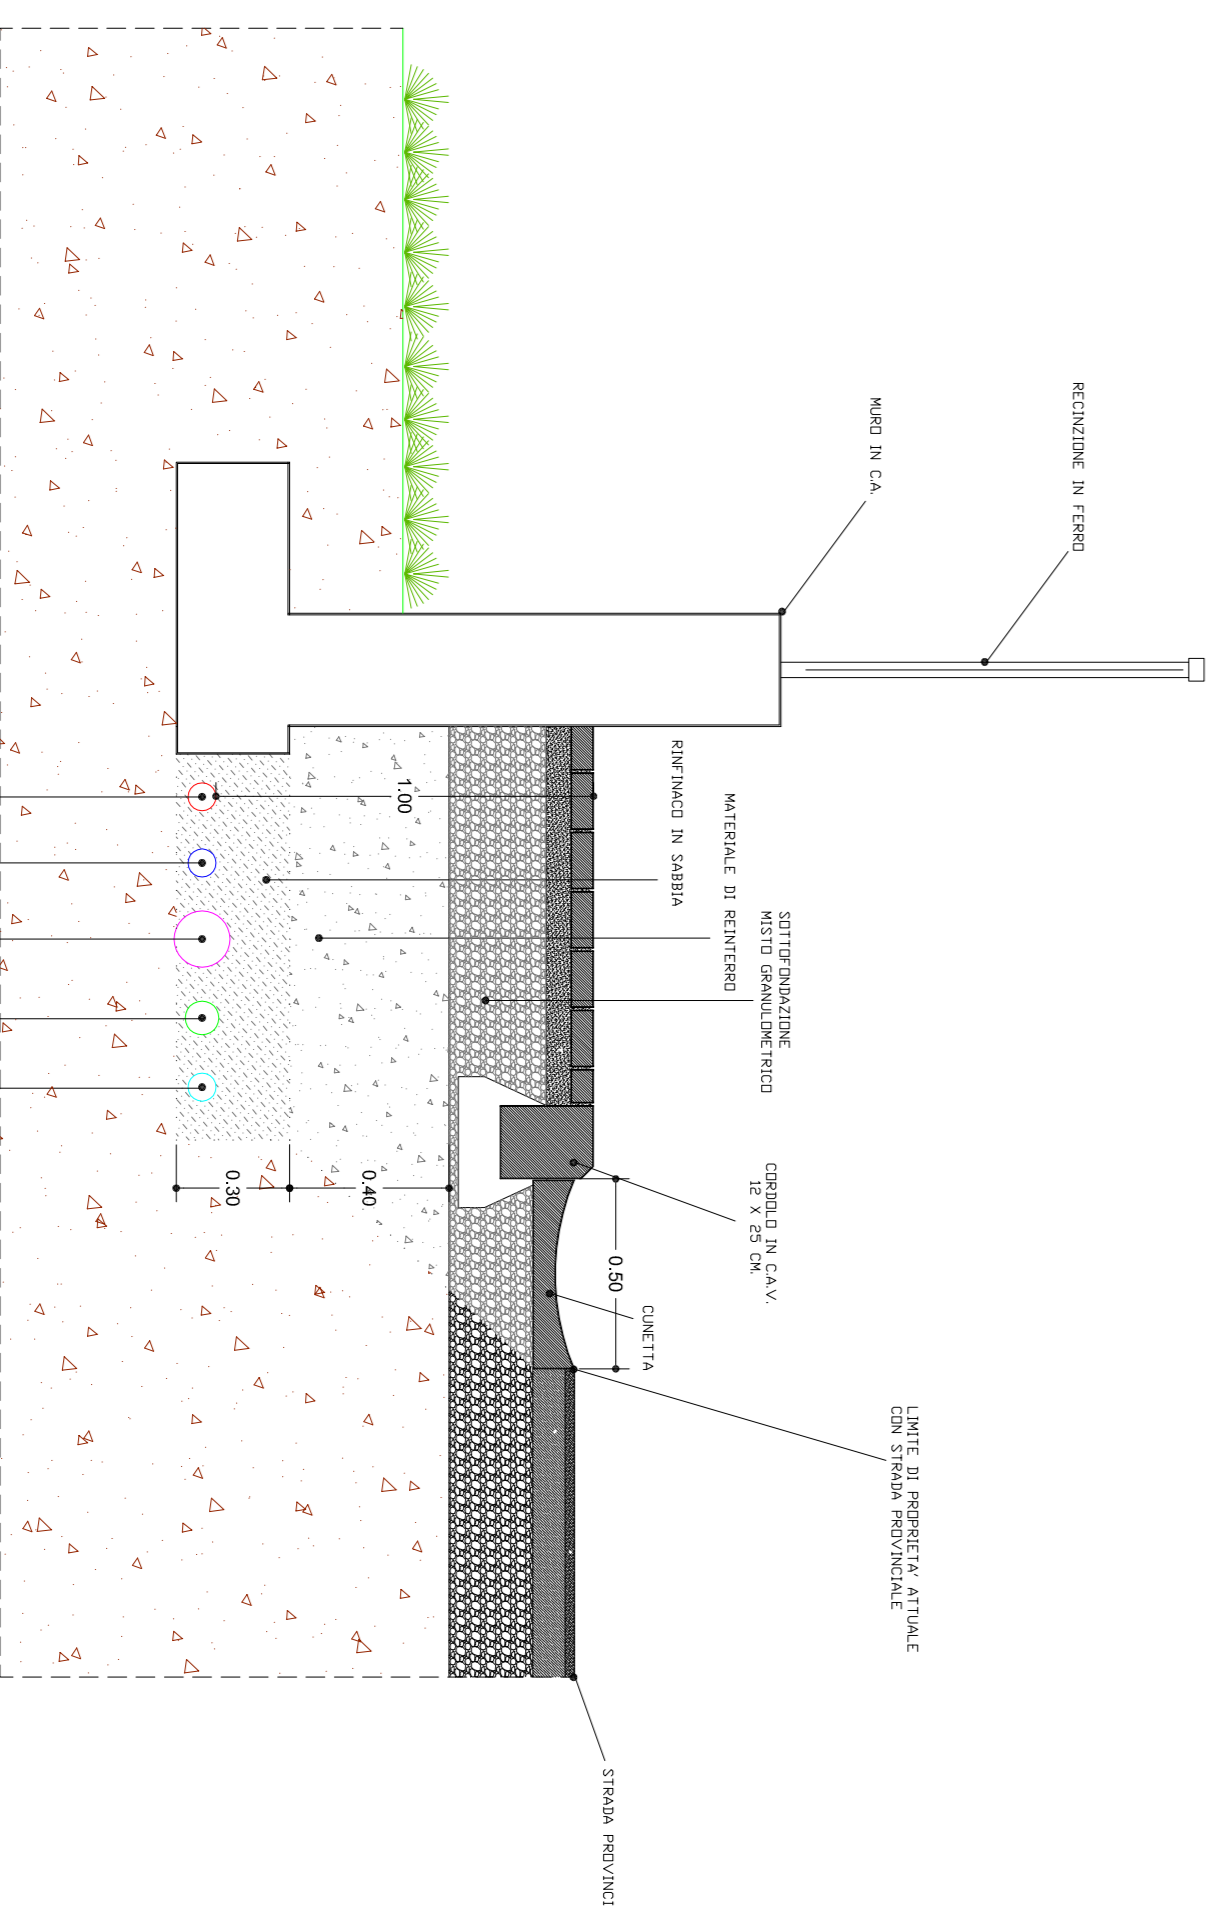 RECINZIONE IN FERRO
MURO IN C.A.
RINFINACO IN SABBIA
MATERIALE DI REINTERRO
SOTTOFONDAZIONE
MISTO GRANULOMETRICO
CORDOLO IN C.A.V.
12 X 25 CM.
CUNETTA
LIMITE DI PROPRIETA' ATTUALE
CON STRADA PROVINCIALE
STRADA PROVINCI
1.00
0.50
0.40
0.30